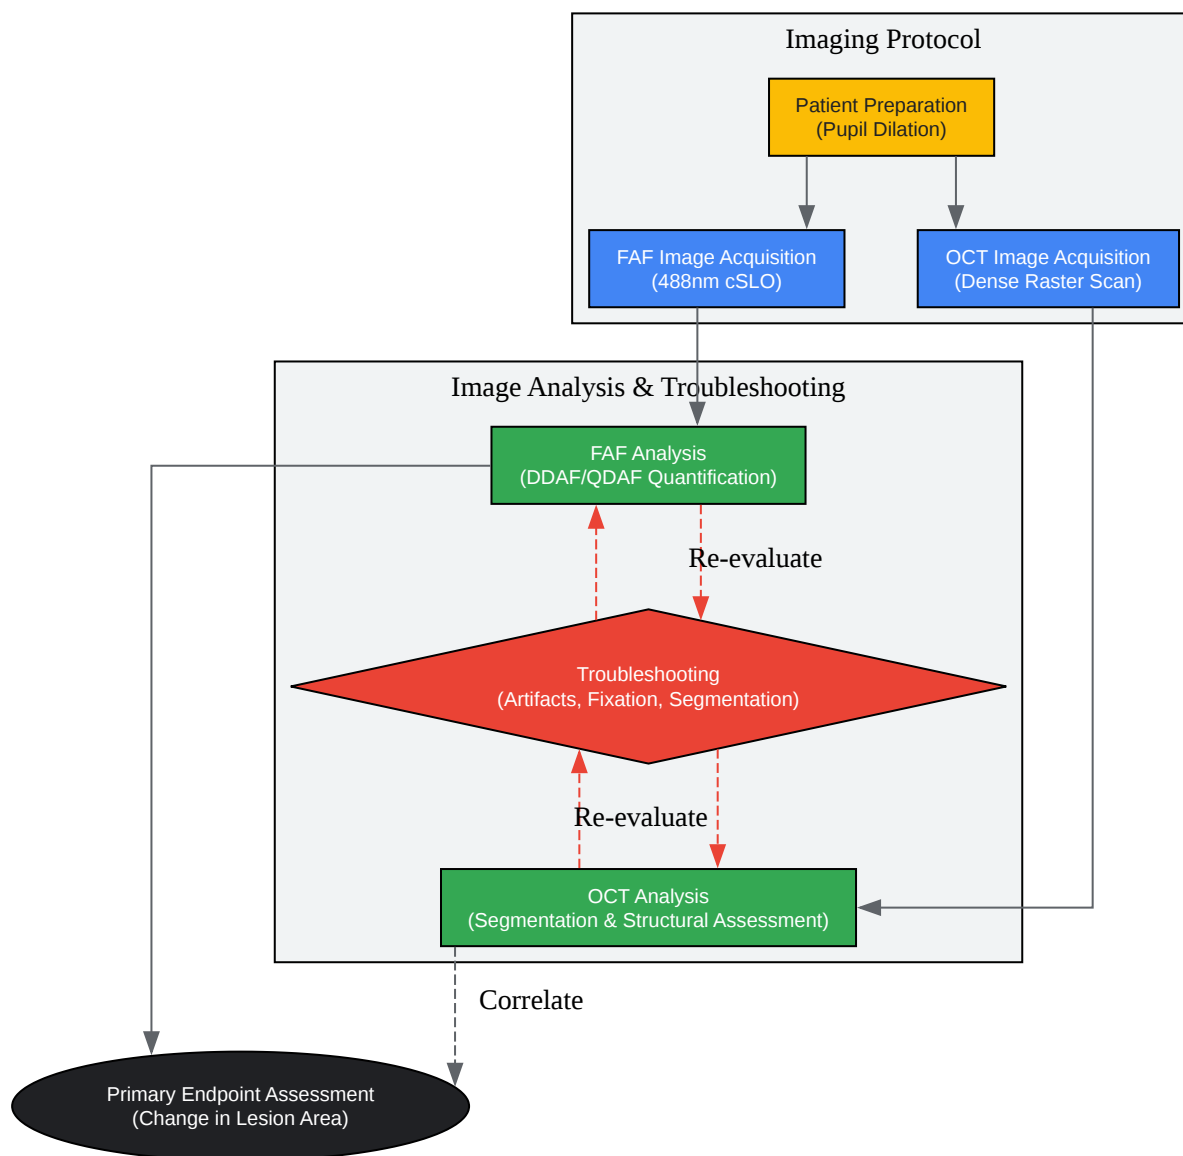 Imaging Protocol
Patient Preparation
(Pupil Dilation)
FAF Image Acquisition
(488nm cSLO)
OCT Image Acquisition
(Dense Raster Scan)
Image Analysis & Troubleshooting
FAF Analysis
(DDAF/QDAF Quantification)
Re-evaluate
Troubleshooting
(Artifacts, Fixation, Segmentation)
Re-evaluate
OCT Analysis
(Segmentation & Structural Assessment)
Correlate
Primary Endpoint Assessment
(Change in Lesion Area)